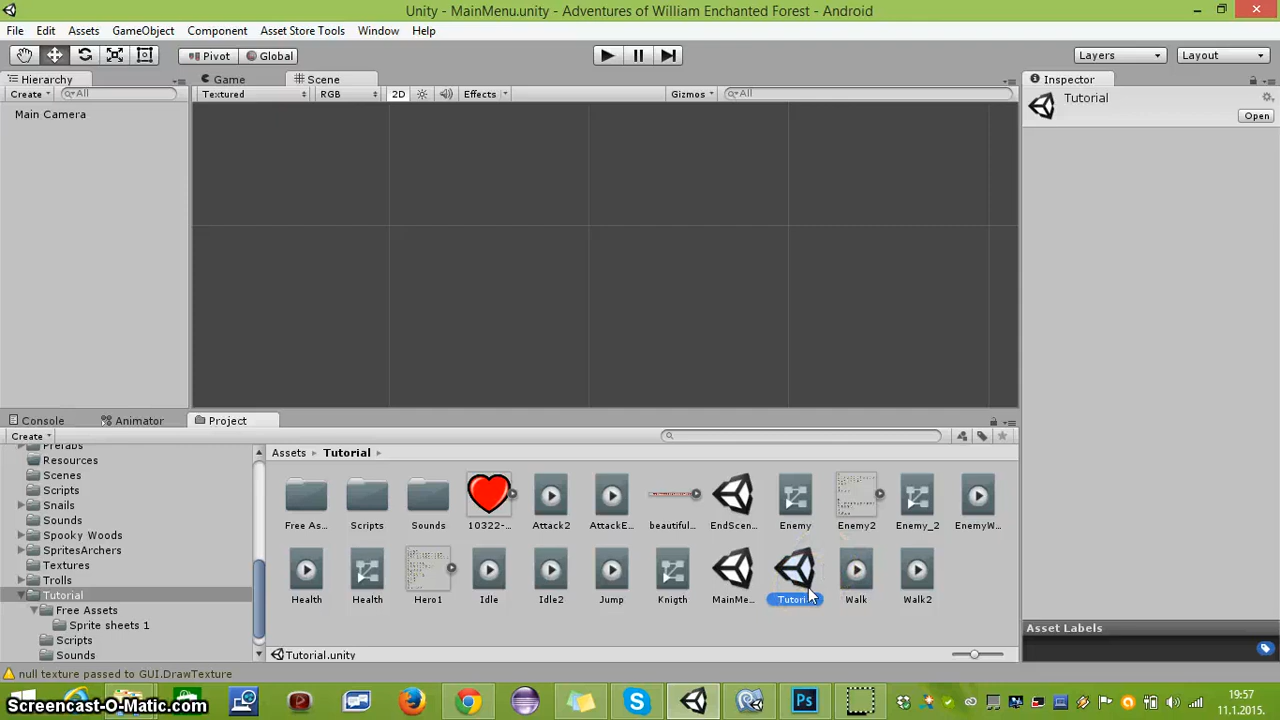 Unity - MainMenu.unity - Adventures of William Enchanted Forest - Android
File Edit Assets GameObject Component Asset Store Tools Window Help
Pivot Global Layers Layout
Hierarchy Game Scene Inspector
Create All Textured RGB 2D Effects Gizmos All
Tutorial
Open
Main Camera
Console Animator Project
Create
Assets Tutorial
Prefabs
Resources
Scenes
Scripts
Snails
Sounds
Spooky Woods
SpritesArchers
Textures
Trolls
Tutorial
Free Assets
Sprite sheets 1
Scripts
Sounds
Free As... Scripts Sounds 10322-... Attack2 AttackE... beautiful... EndScen... Enemy Enemy2 Enemy_2 EnemyW...
Health Health Hero1 Idle Idle2 Jump Knigth MainMe... Tutorial Walk Walk2
Tutorial.unity
Asset Labels
null texture passed to GUI.DrawTexture
Screencast-O-Matic.com
19:57
11.1.2015.